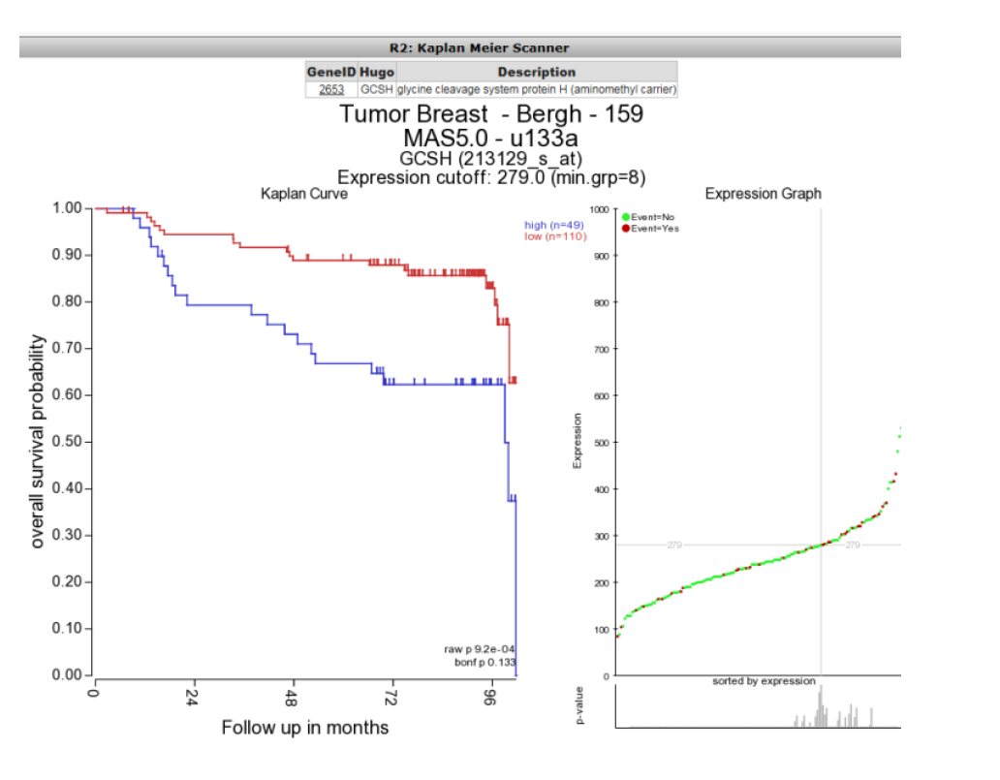 R2: Kaplan Meier Scanner
GeneID Hugo Description
2653 GCSH glycine cleavage system protein H (aminomethyl carrier)
Tumor Breast - Bergh - 159
MAS5.0 - u133a
GCSH (213129_s_at)
Expression cutoff: 279.0 (min.grp=8)
Kaplan Curve
overall survival probability
1.00
0.90
0.80
0.70
0.60
0.50
0.40
0.30
0.20
0.10
0.00
high (n=49)
low (n=110)
raw p 9.2e-04
bonf p 0.133
0 24 48 72 96
Follow up in months
Expression Graph
Event=No
Event=Yes
Expression
1000
900
800
700
600
500
400
300
200
100
0
279 279
sorted by expression
p-value